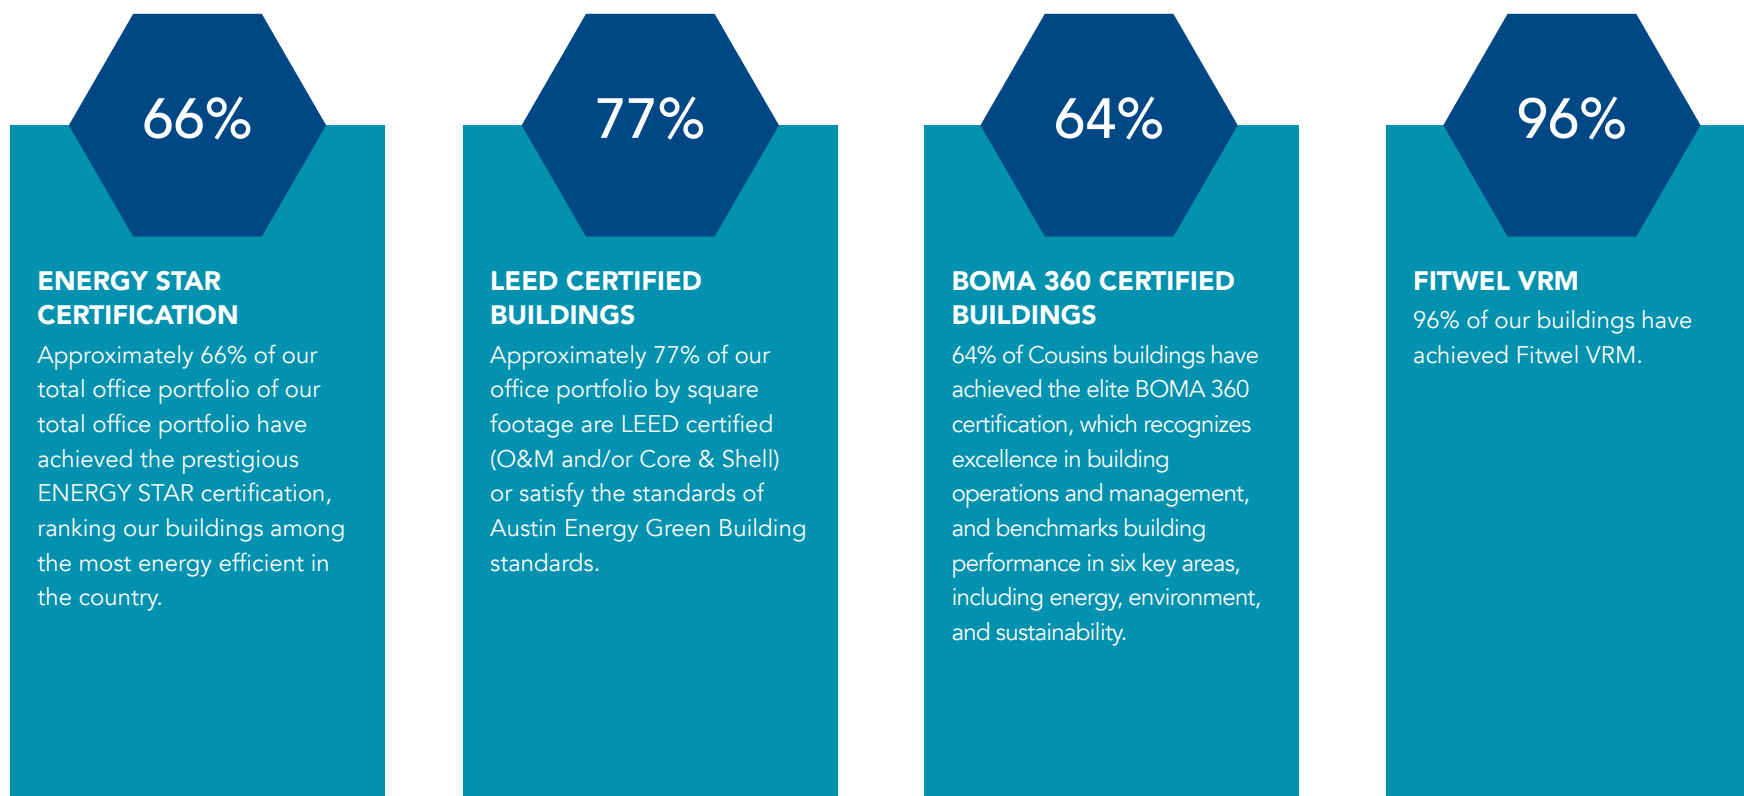 66%
ENERGY STAR
CERTIFICATION
Approximately 66% of our
total office portfolio of our
total office portfolio have
achieved the prestigious
ENERGY STAR certification,
ranking our buildings among
the most energy efficient in
the country.
77%
LEED CERTIFIED
BUILDINGS
Approximately 77% of our
office portfolio by square
footage are LEED certified
(O&M and/or Core & Shell)
or satisfy the standards of
Austin Energy Green Building
standards.
64%
BOMA 360 CERTIFIED
BUILDINGS
64% of Cousins buildings have
achieved the elite BOMA 360
certification, which recognizes
excellence in building
operations and management,
and benchmarks building
performance in six key areas,
including energy, environment,
and sustainability.
96%
FITWEL VRM
96% of our buildings have
achieved Fitwel VRM.